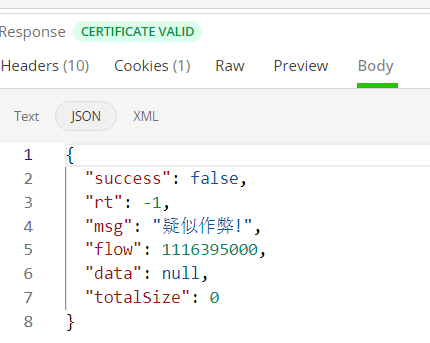 Response CERTIFICATE VALID
Headers (10) Cookies (1) Raw Preview Body
Text JSON XML
1 {
2 "success": false,
3 "rt": -1,
4 "msg": "疑似作弊!",
5 "flow": 1116395000,
6 "data": null,
7 "totalSize": 0
8 }